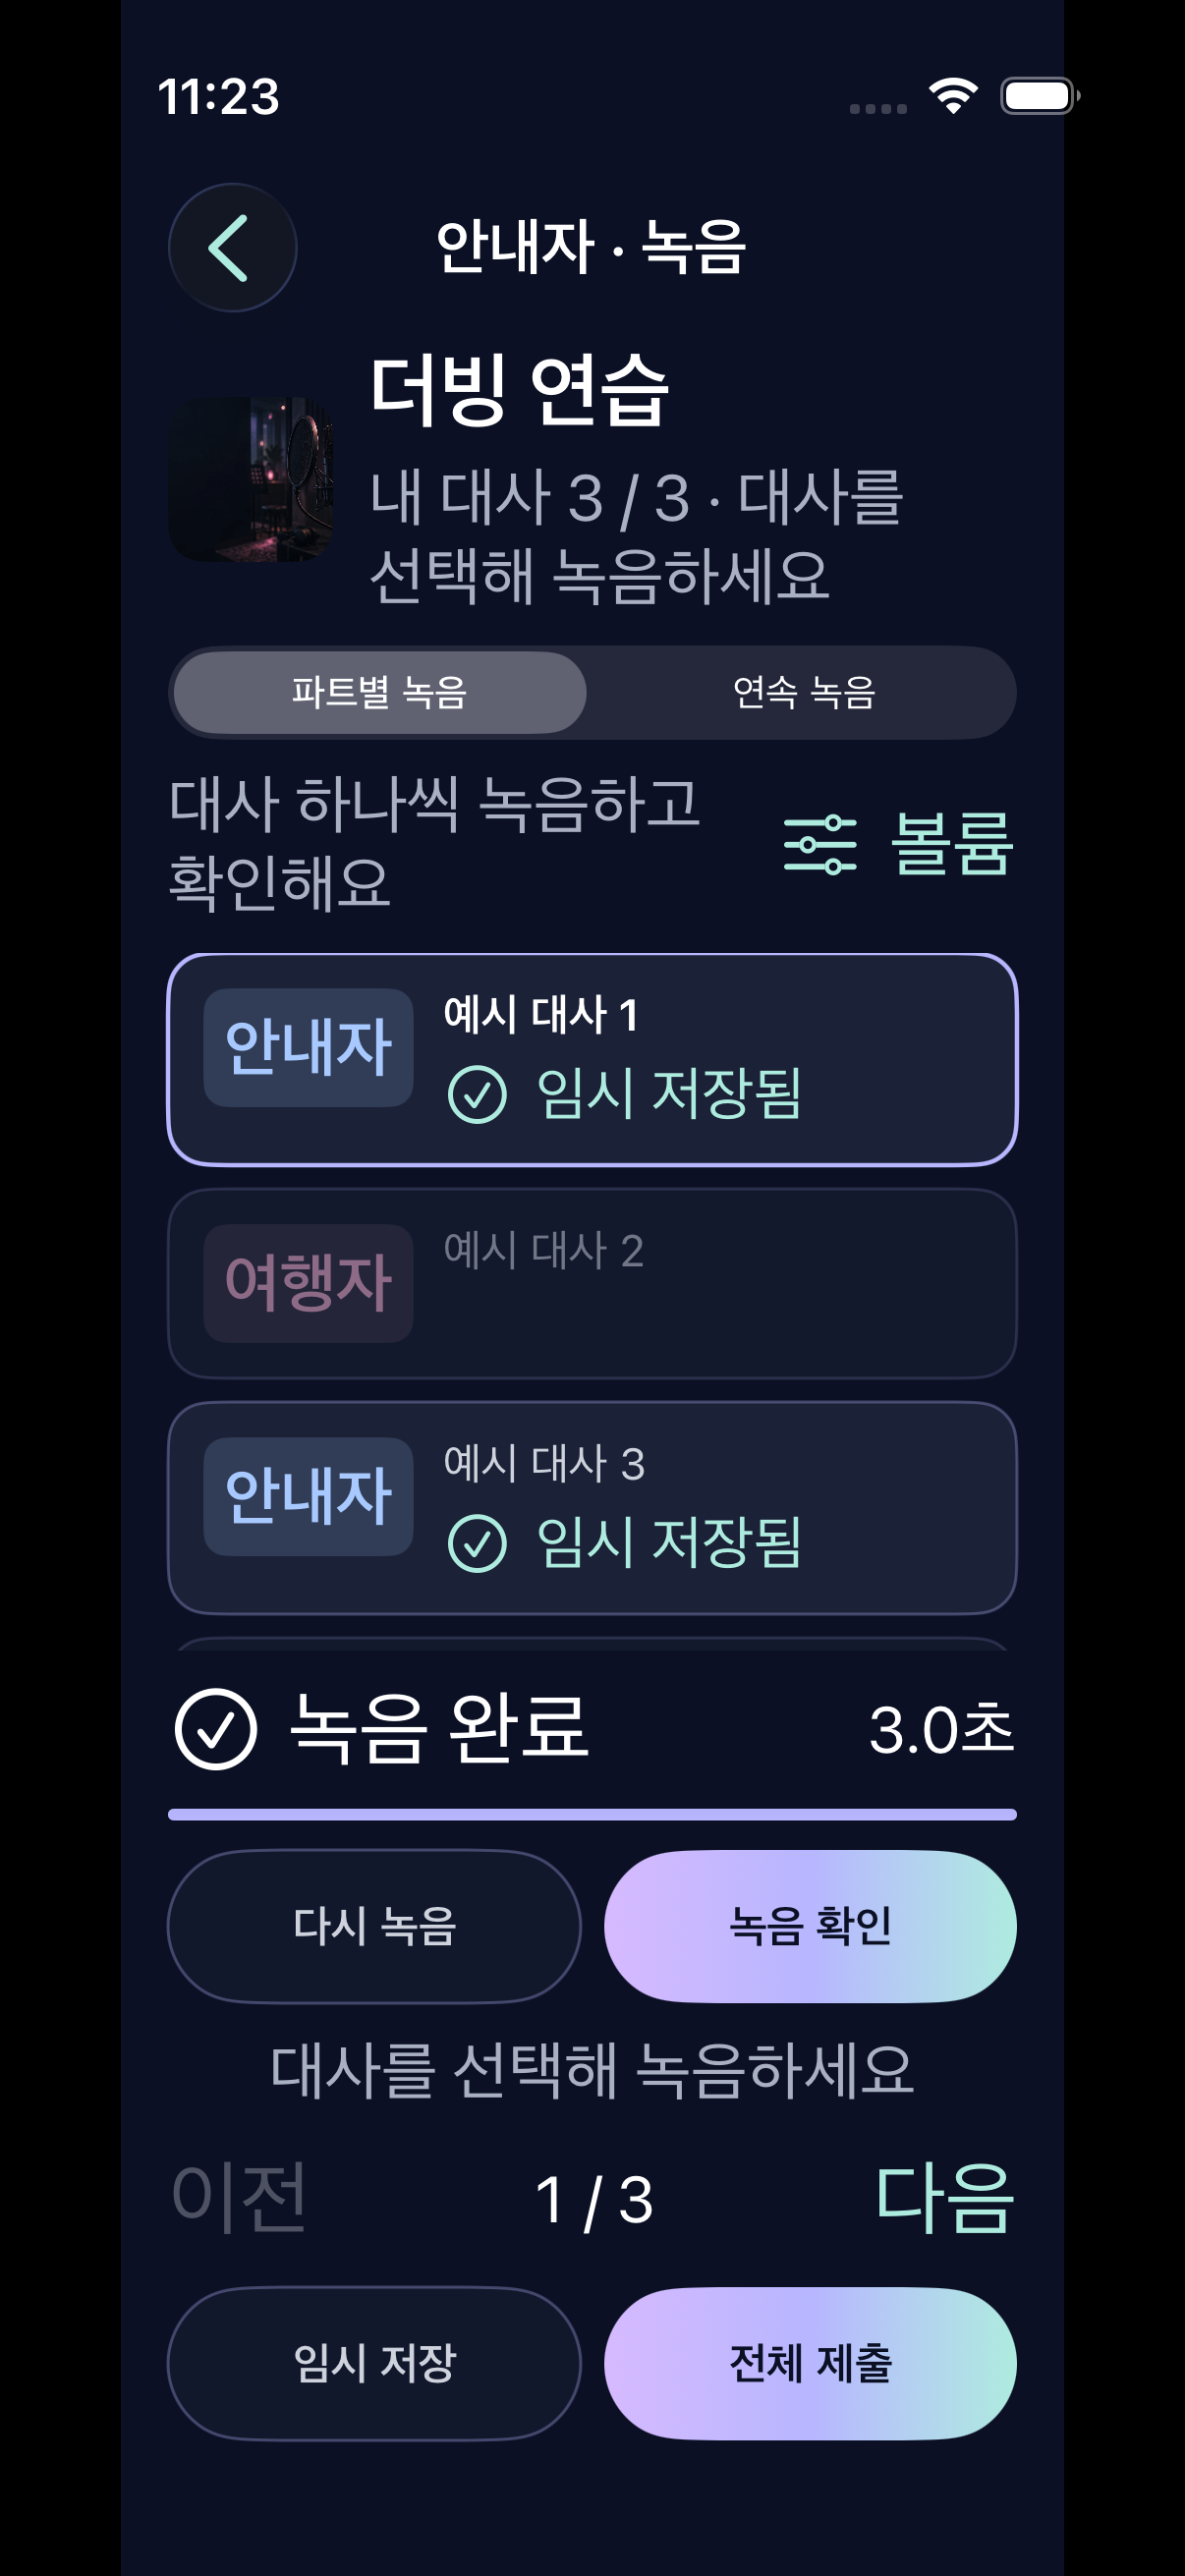 11:23
안내자 · 녹음
더빙 연습
내 대사 3 / 3 · 대사를
선택해 녹음하세요
파트별 녹음
연속 녹음
대사 하나씩 녹음하고
확인해요
볼륨
안내자
예시 대사 1
임시 저장됨
여행자
예시 대사 2
안내자
예시 대사 3
임시 저장됨
녹음 완료
3.0초
다시 녹음
녹음 확인
대사를 선택해 녹음하세요
이전
1 / 3
다음
임시 저장
전체 제출